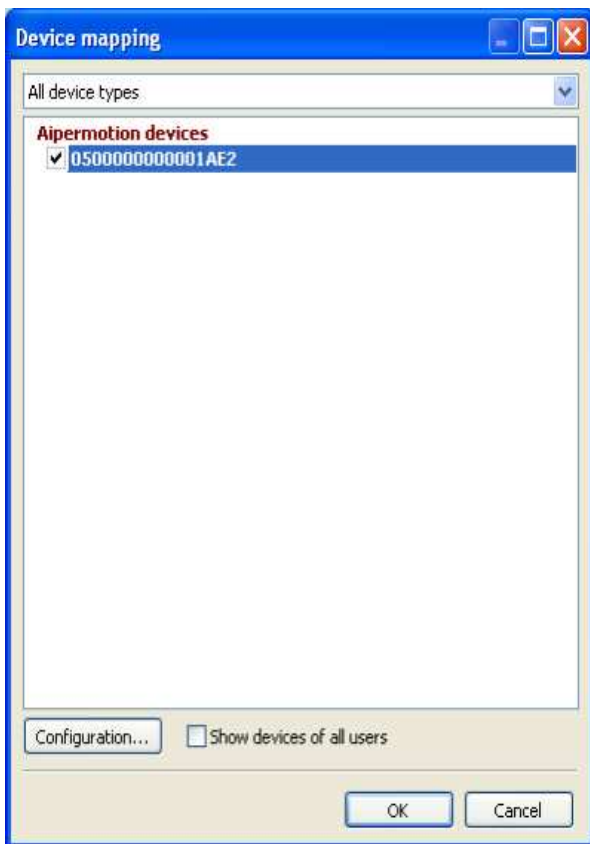 Device mapping
All device types
Aipermotion devices
0500000000001AE2
Configuration...
Show devices of all users
OK
Cancel